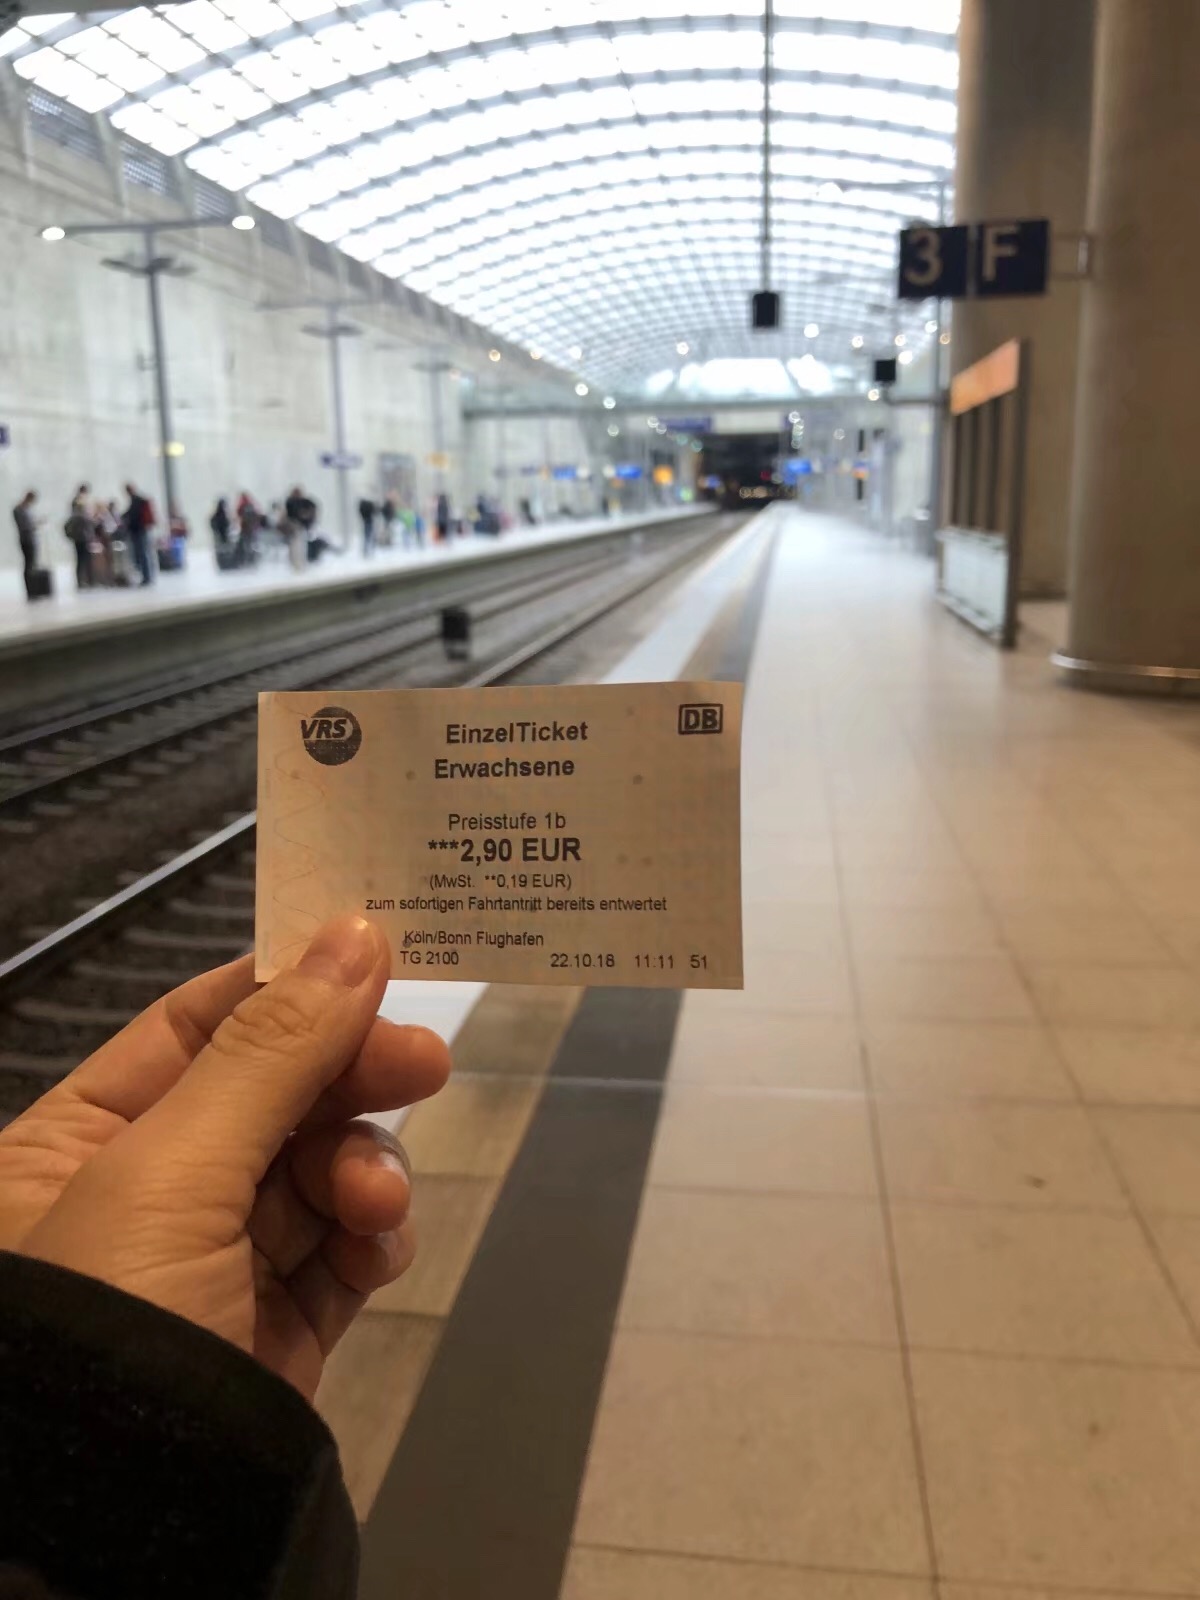 3 F
VRS
DB
EinzelTicket
Erwachsene
Preisstufe 1b
***2,90 EUR
(MwSt. **0,19 EUR)
zum sofortigen Fahrtantritt bereits entwertet
Köln/Bonn Flughafen
TG 2100 22.10.18 11:11 51